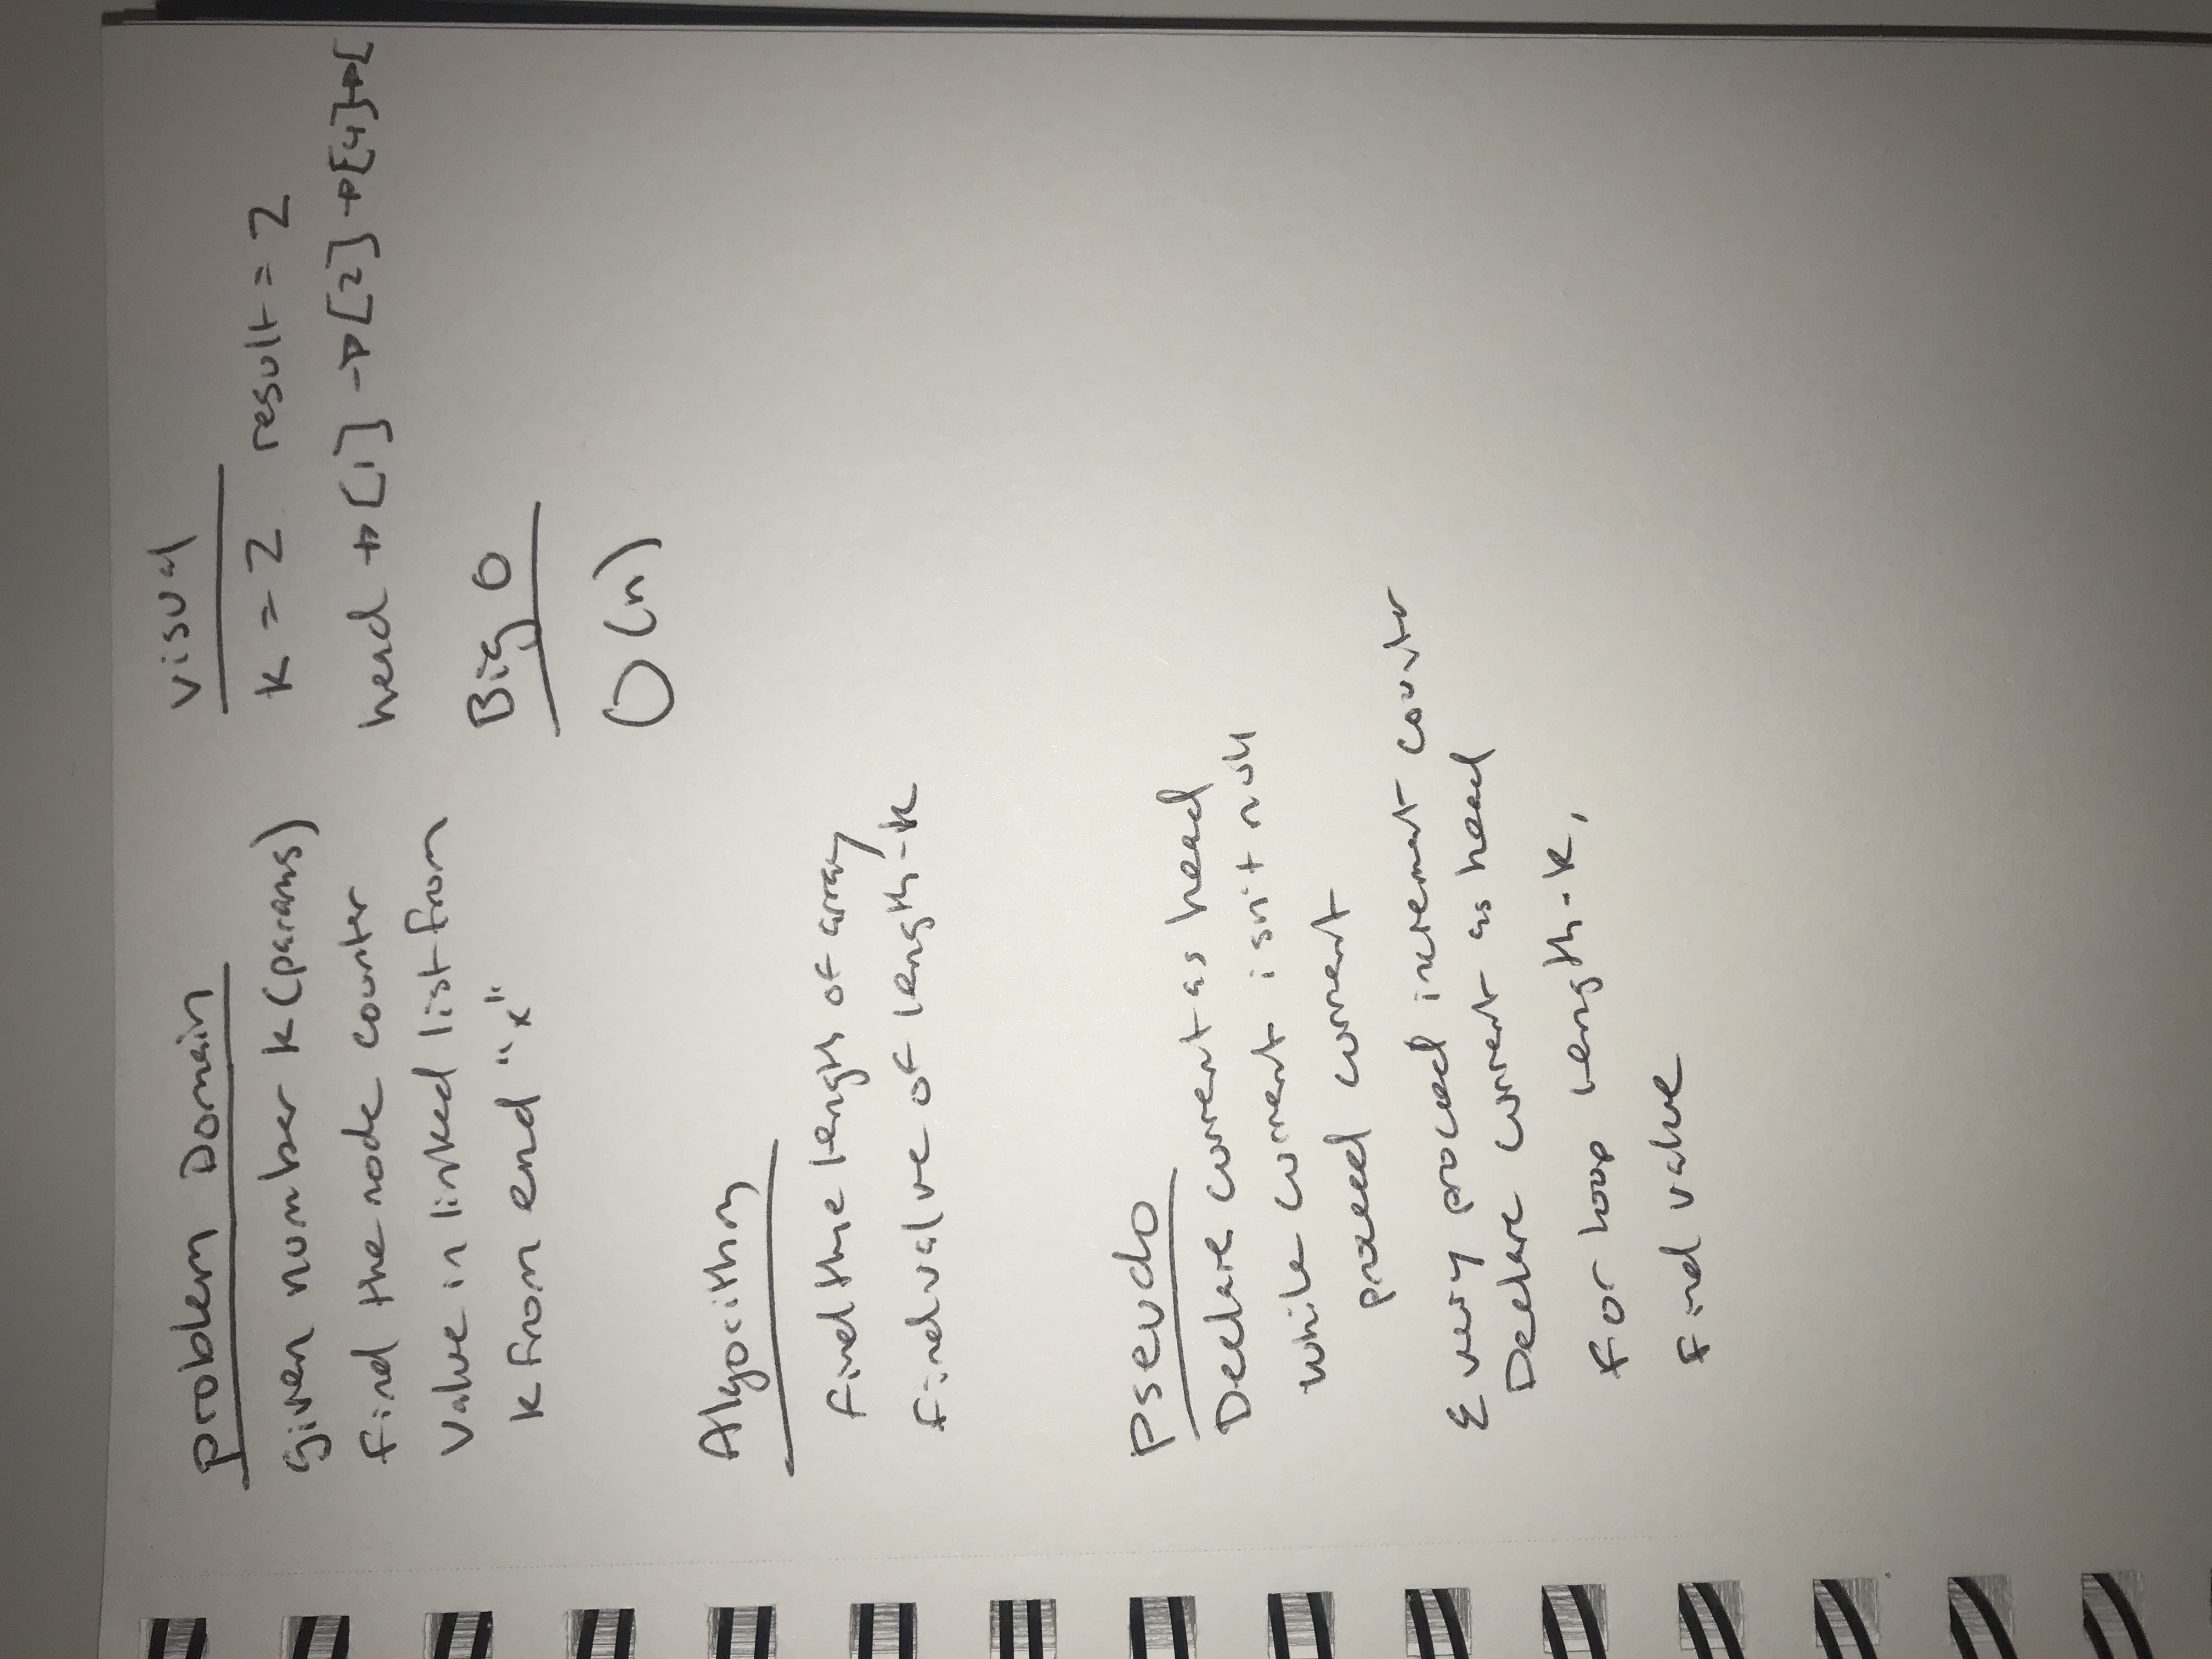 problem Domain
given number k (params)
find the node counter
Value in linked list from
k from end "x"
Algorithm
find the length of array
find value of length - k
pseudo
Declare current as head
while current isn't null
proceed current
Every proceed increment counter
Declare current as head
for loop length - k,
find value
visual
k = 2 result = 2
head → [1] → [2] → [4] → [
Big O
O(n)